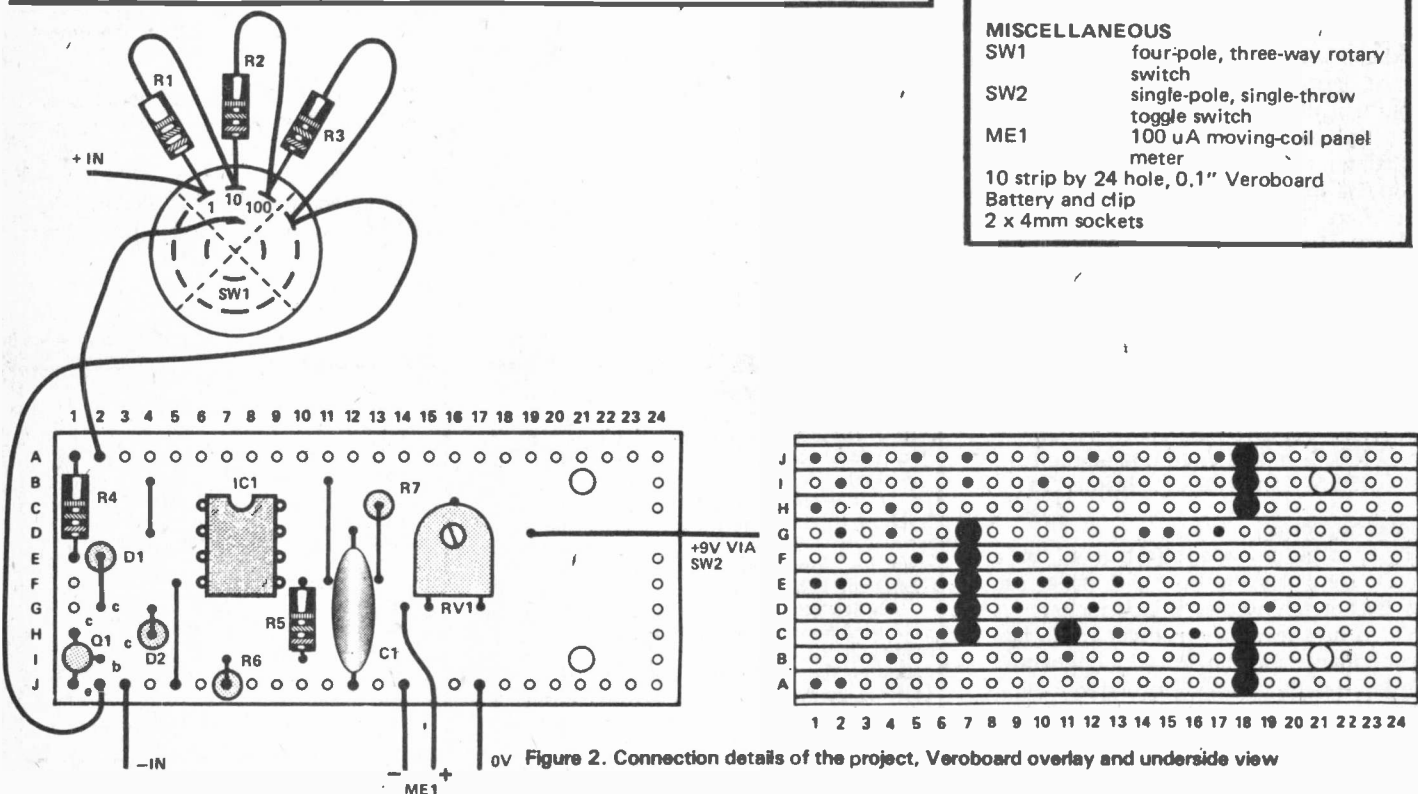 MISCELLANEOUS
SW1 four-pole, three-way rotary
switch
SW2 single-pole, single-throw
toggle switch
ME1 100 uA moving-coil panel
meter
10 strip by 24 hole, 0.1" Veroboard
Battery and clip
2 x 4mm sockets
R1
R2
R3
+ IN
1 10 100
SW1
1 2 3 4 5 6 7 8 9 10 11 12 13 14 15 16 17 18 19 20 21 22 23 24
A
B
C
D
E
F
G
H
I
J
R4
IC1
R7
D1
c
RV1
c
Q1
c
b
D2
e
R5
R6
C1
+9V VIA
SW2
–IN
– +
ME1
0V
J
I
H
G
F
E
D
C
B
A
1 2 3 4 5 6 7 8 9 10 11 12 13 14 15 16 17 18 19 20 21 22 23 24
Figure 2. Connection details of the project, Veroboard overlay and underside view